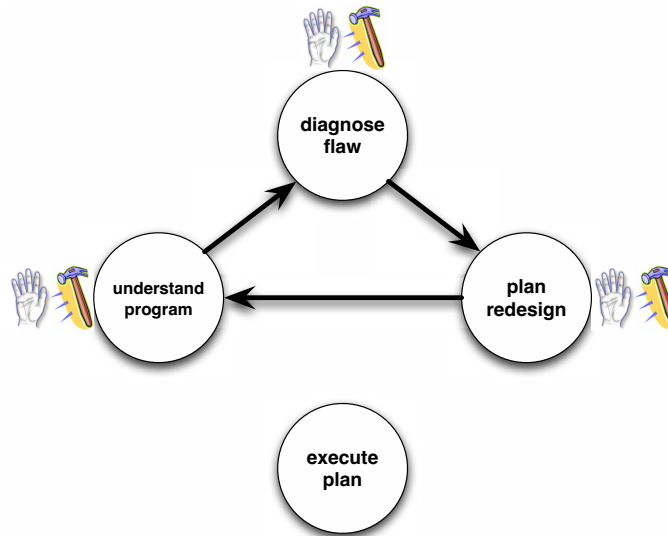 diagnose
flaw
understand
program
plan
redesign
execute
plan